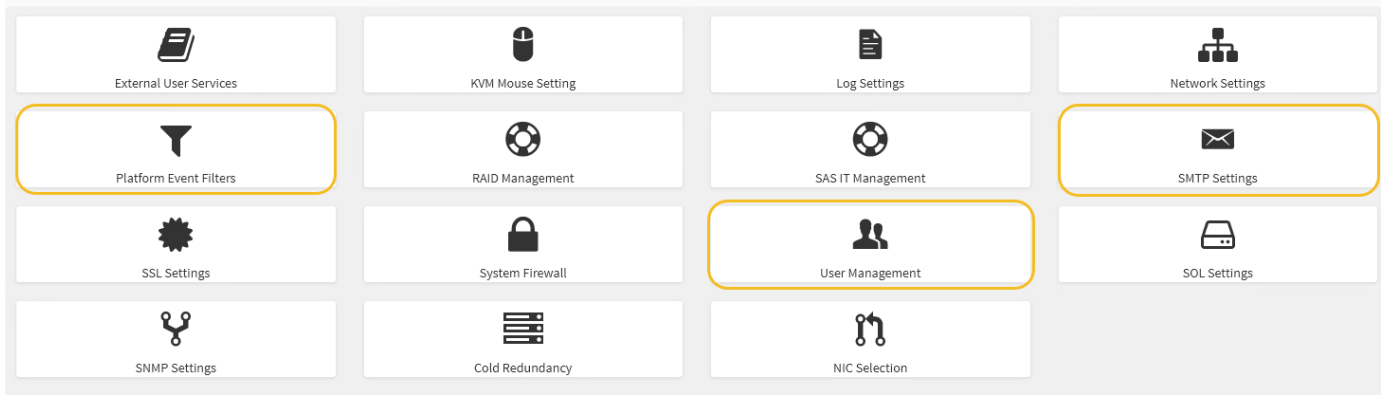 External User Services
KVM Mouse Setting
Log Settings
Network Settings
Platform Event Filters
RAID Management
SAS IT Management
SMTP Settings
SSL Settings
System Firewall
User Management
SOL Settings
SNMP Settings
Cold Redundancy
NIC Selection